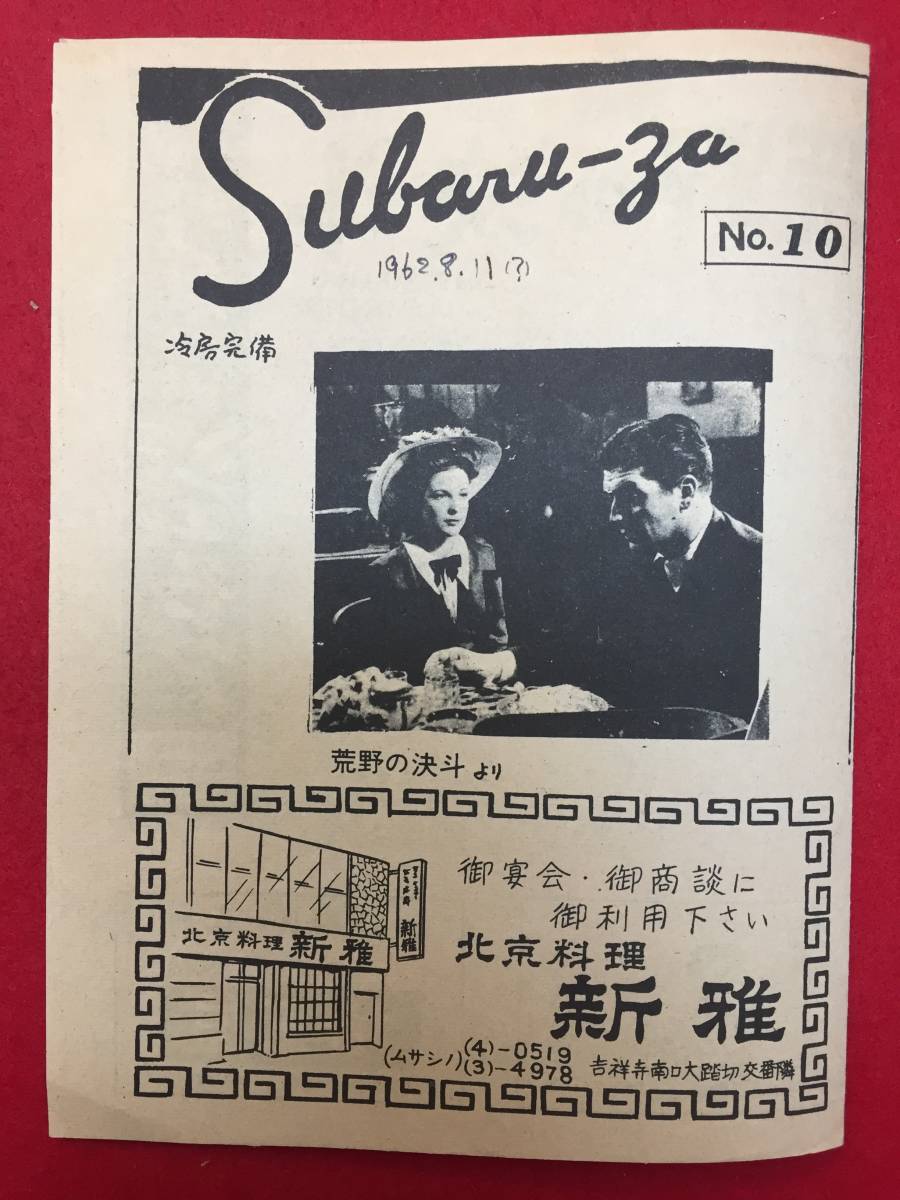 Subaru-za
No. 10
1962.8.11(?)
冷房完備
荒野の決斗より
御宴会・御商談に
御利用下さい
北京料理
新雅
北京料理 新雅
新雅
(ムサシノ) (4)-0519
(3)-4978
吉祥寺南口大踏切交番隣